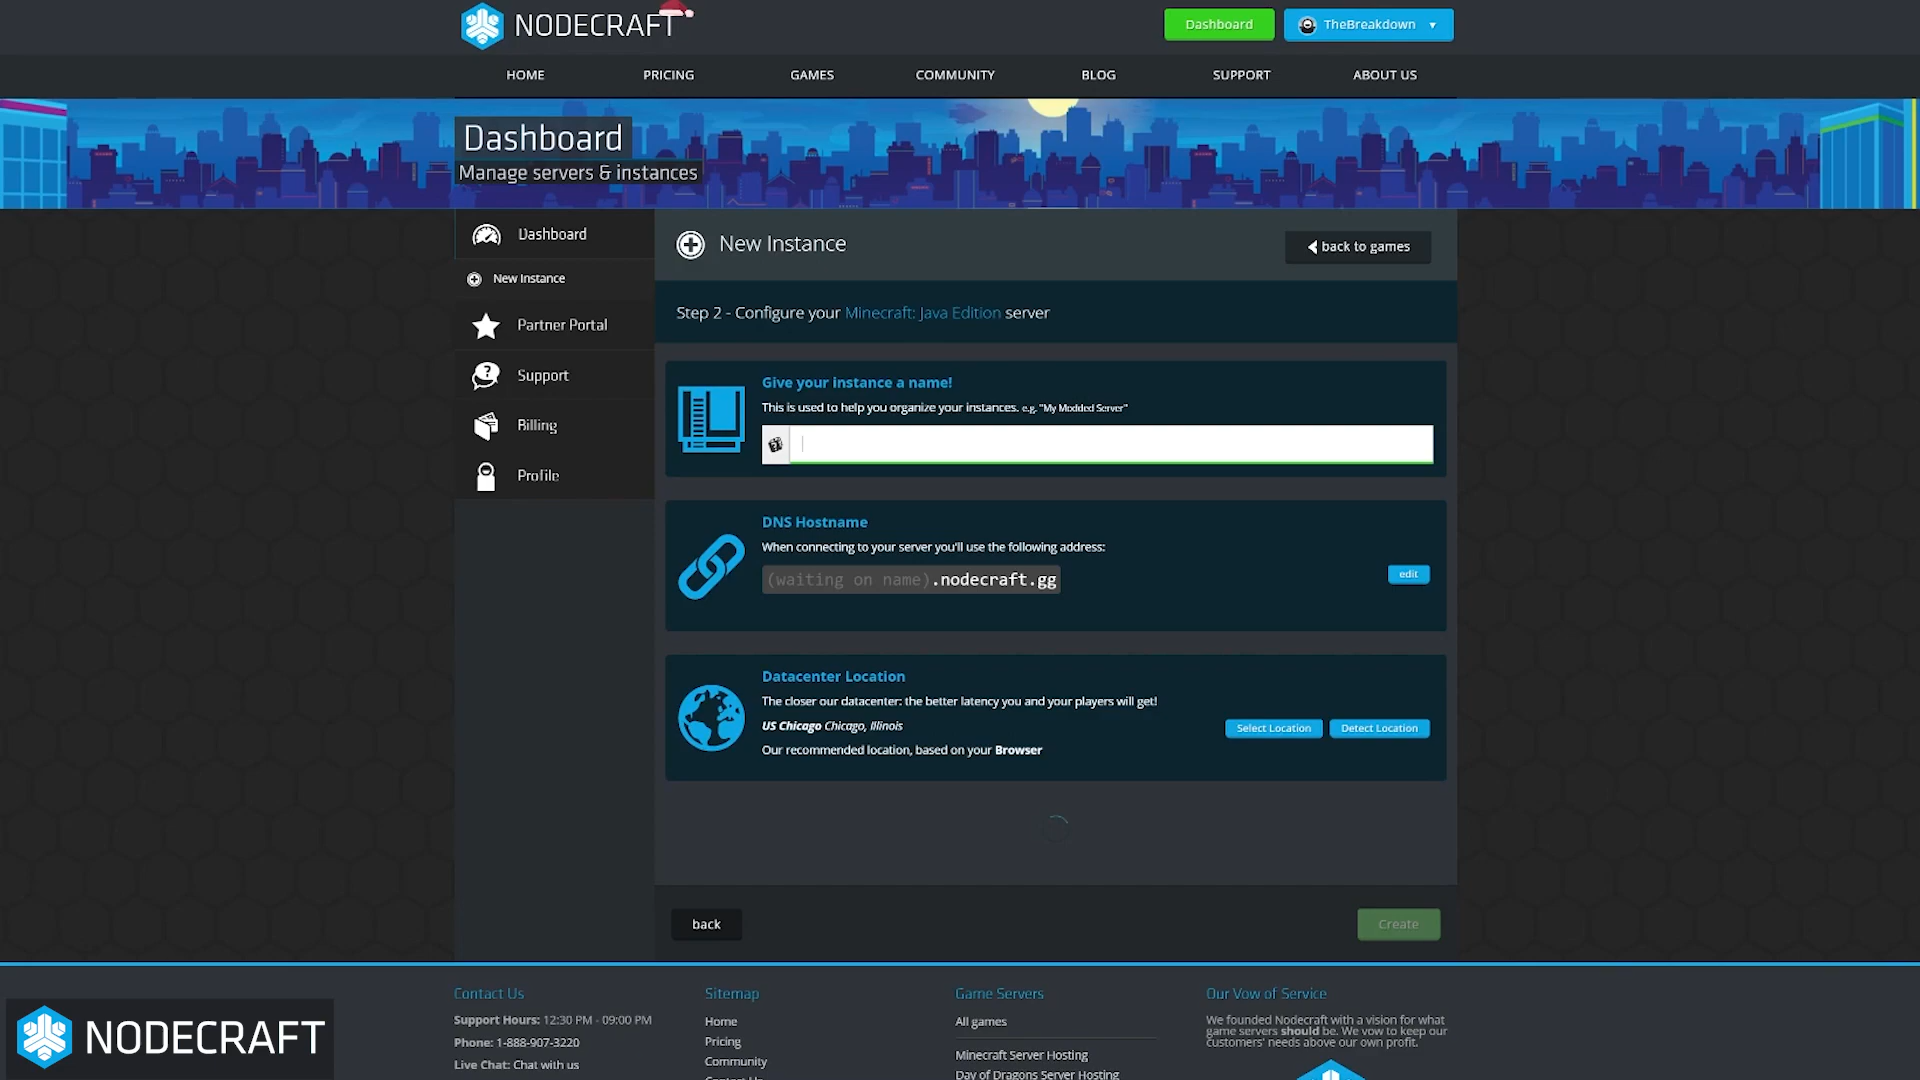 NODECRAFT
Dashboard
TheBreakdown
HOME
PRICING
GAMES
COMMUNITY
BLOG
SUPPORT
ABOUT US
Dashboard
Manage servers & instances
Dashboard
New Instance
Partner Portal
Support
Billing
Profile
New Instance
back to games
Step 2 - Configure your Minecraft: Java Edition server
Give your instance a name!
This is used to help you organize your instances. e.g. "My Modded Server"
DNS Hostname
When connecting to your server you'll use the following address:
(waiting on name).nodecraft.gg
edit
Datacenter Location
The closer our datacenter: the better latency you and your players will get!
US Chicago Chicago, Illinois
Select Location
Detect Location
Our recommended location, based on your Browser
back
Create
Contact Us
Support Hours: 12:30 PM - 09:00 PM
Phone: 1-888-907-3220
Live Chat: Chat with us
Sitemap
Home
Pricing
Community
Contact Us
Game Servers
All games
Minecraft Server Hosting
Day of Dragons Server Hosting
Our Vow of Service
We founded Nodecraft with a vision for what
game servers should be. We vow to keep our
customers' needs above our own profit.
NODECRAFT